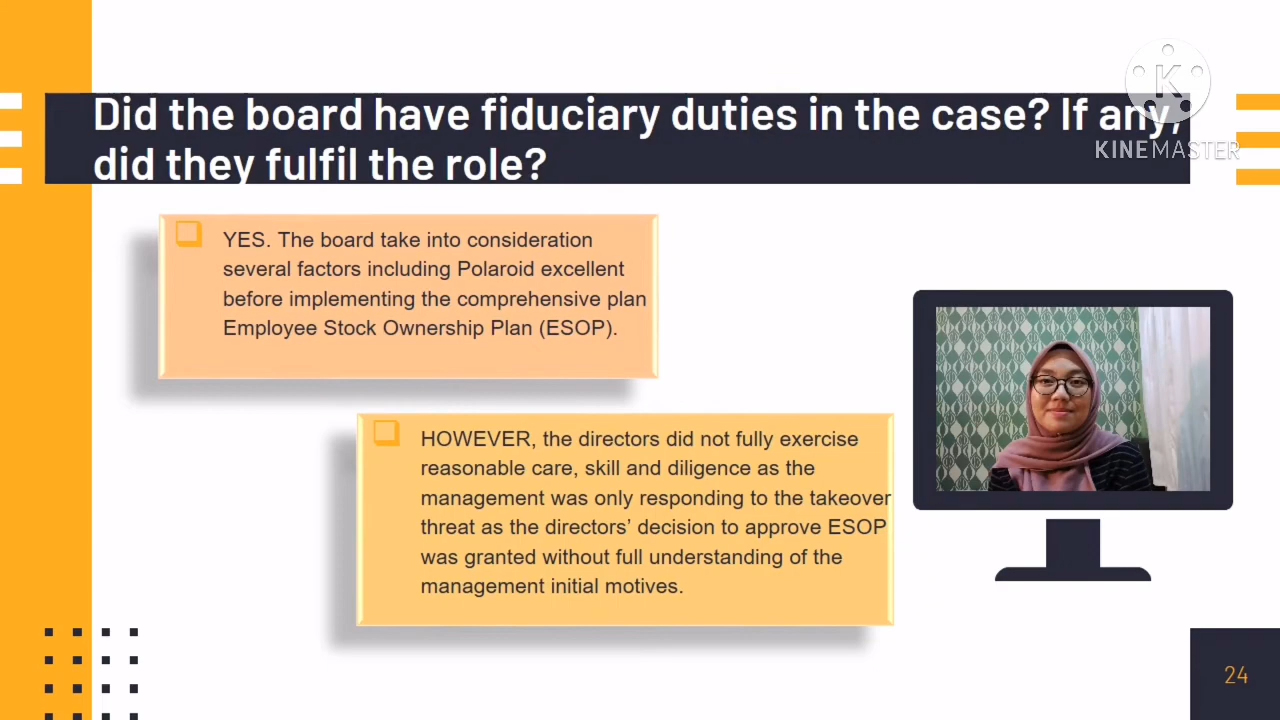 Did the board have fiduciary duties in the case? If any,
did they fulfil the role?
K
KINEMASTER
YES. The board take into consideration
several factors including Polaroid excellent
before implementing the comprehensive plan
Employee Stock Ownership Plan (ESOP).
HOWEVER, the directors did not fully exercise
reasonable care, skill and diligence as the
management was only responding to the takeover
threat as the directors’ decision to approve ESOP
was granted without full understanding of the
management initial motives.
24